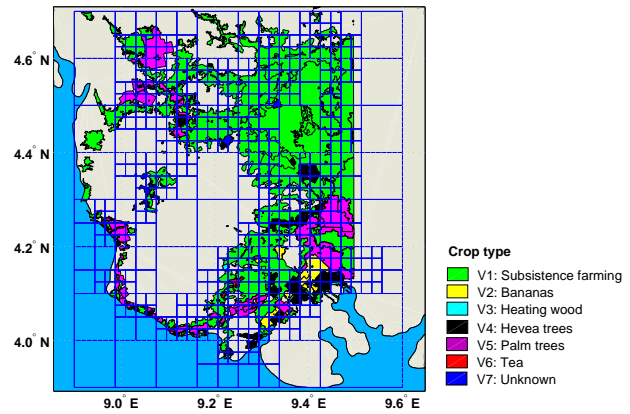 4.6° N
4.4° N
4.2° N
4.0° N
9.0° E
9.2° E
9.4° E
9.6° E
Crop type
V1: Subsistence farming
V2: Bananas
V3: Heating wood
V4: Hevea trees
V5: Palm trees
V6: Tea
V7: Unknown